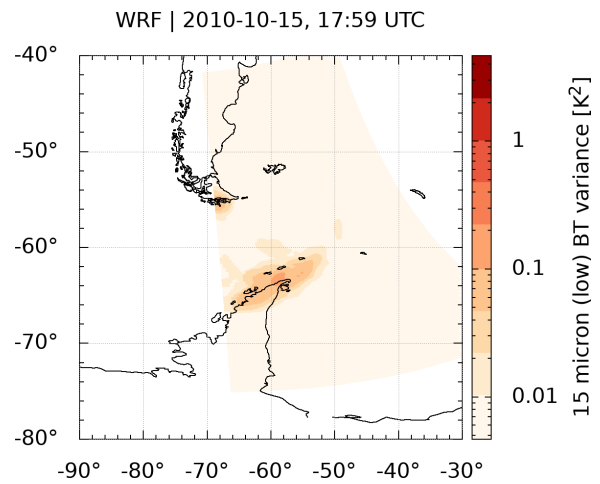 WRF | 2010-10-15, 17:59 UTC
-40°
-50°
-60°
-70°
-80°
-90° -80° -70° -60° -50° -40° -30°
1
0.1
0.01
15 micron (low) BT variance [K²]